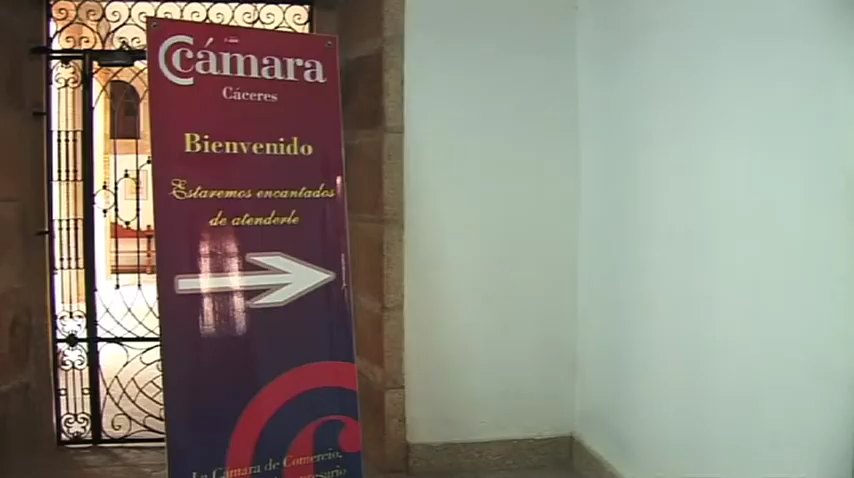 cámara
Cáceres
Bienvenido
Estaremos encantados
de atenderle
La Cámara de Comercio,